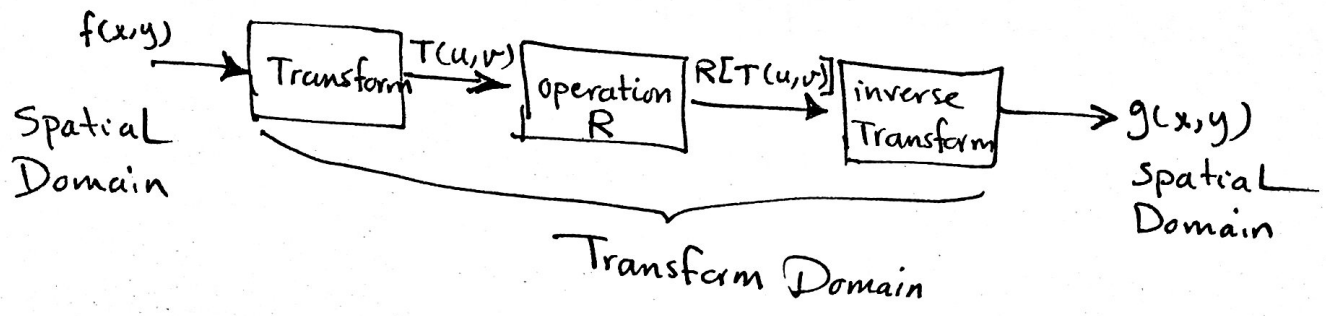 f(x,y)
Transform
T(u,v)
operation
R
R[T(u,v)]
inverse
Transform
g(x,y)
Spatial
Domain
spatial
Domain
Transform Domain